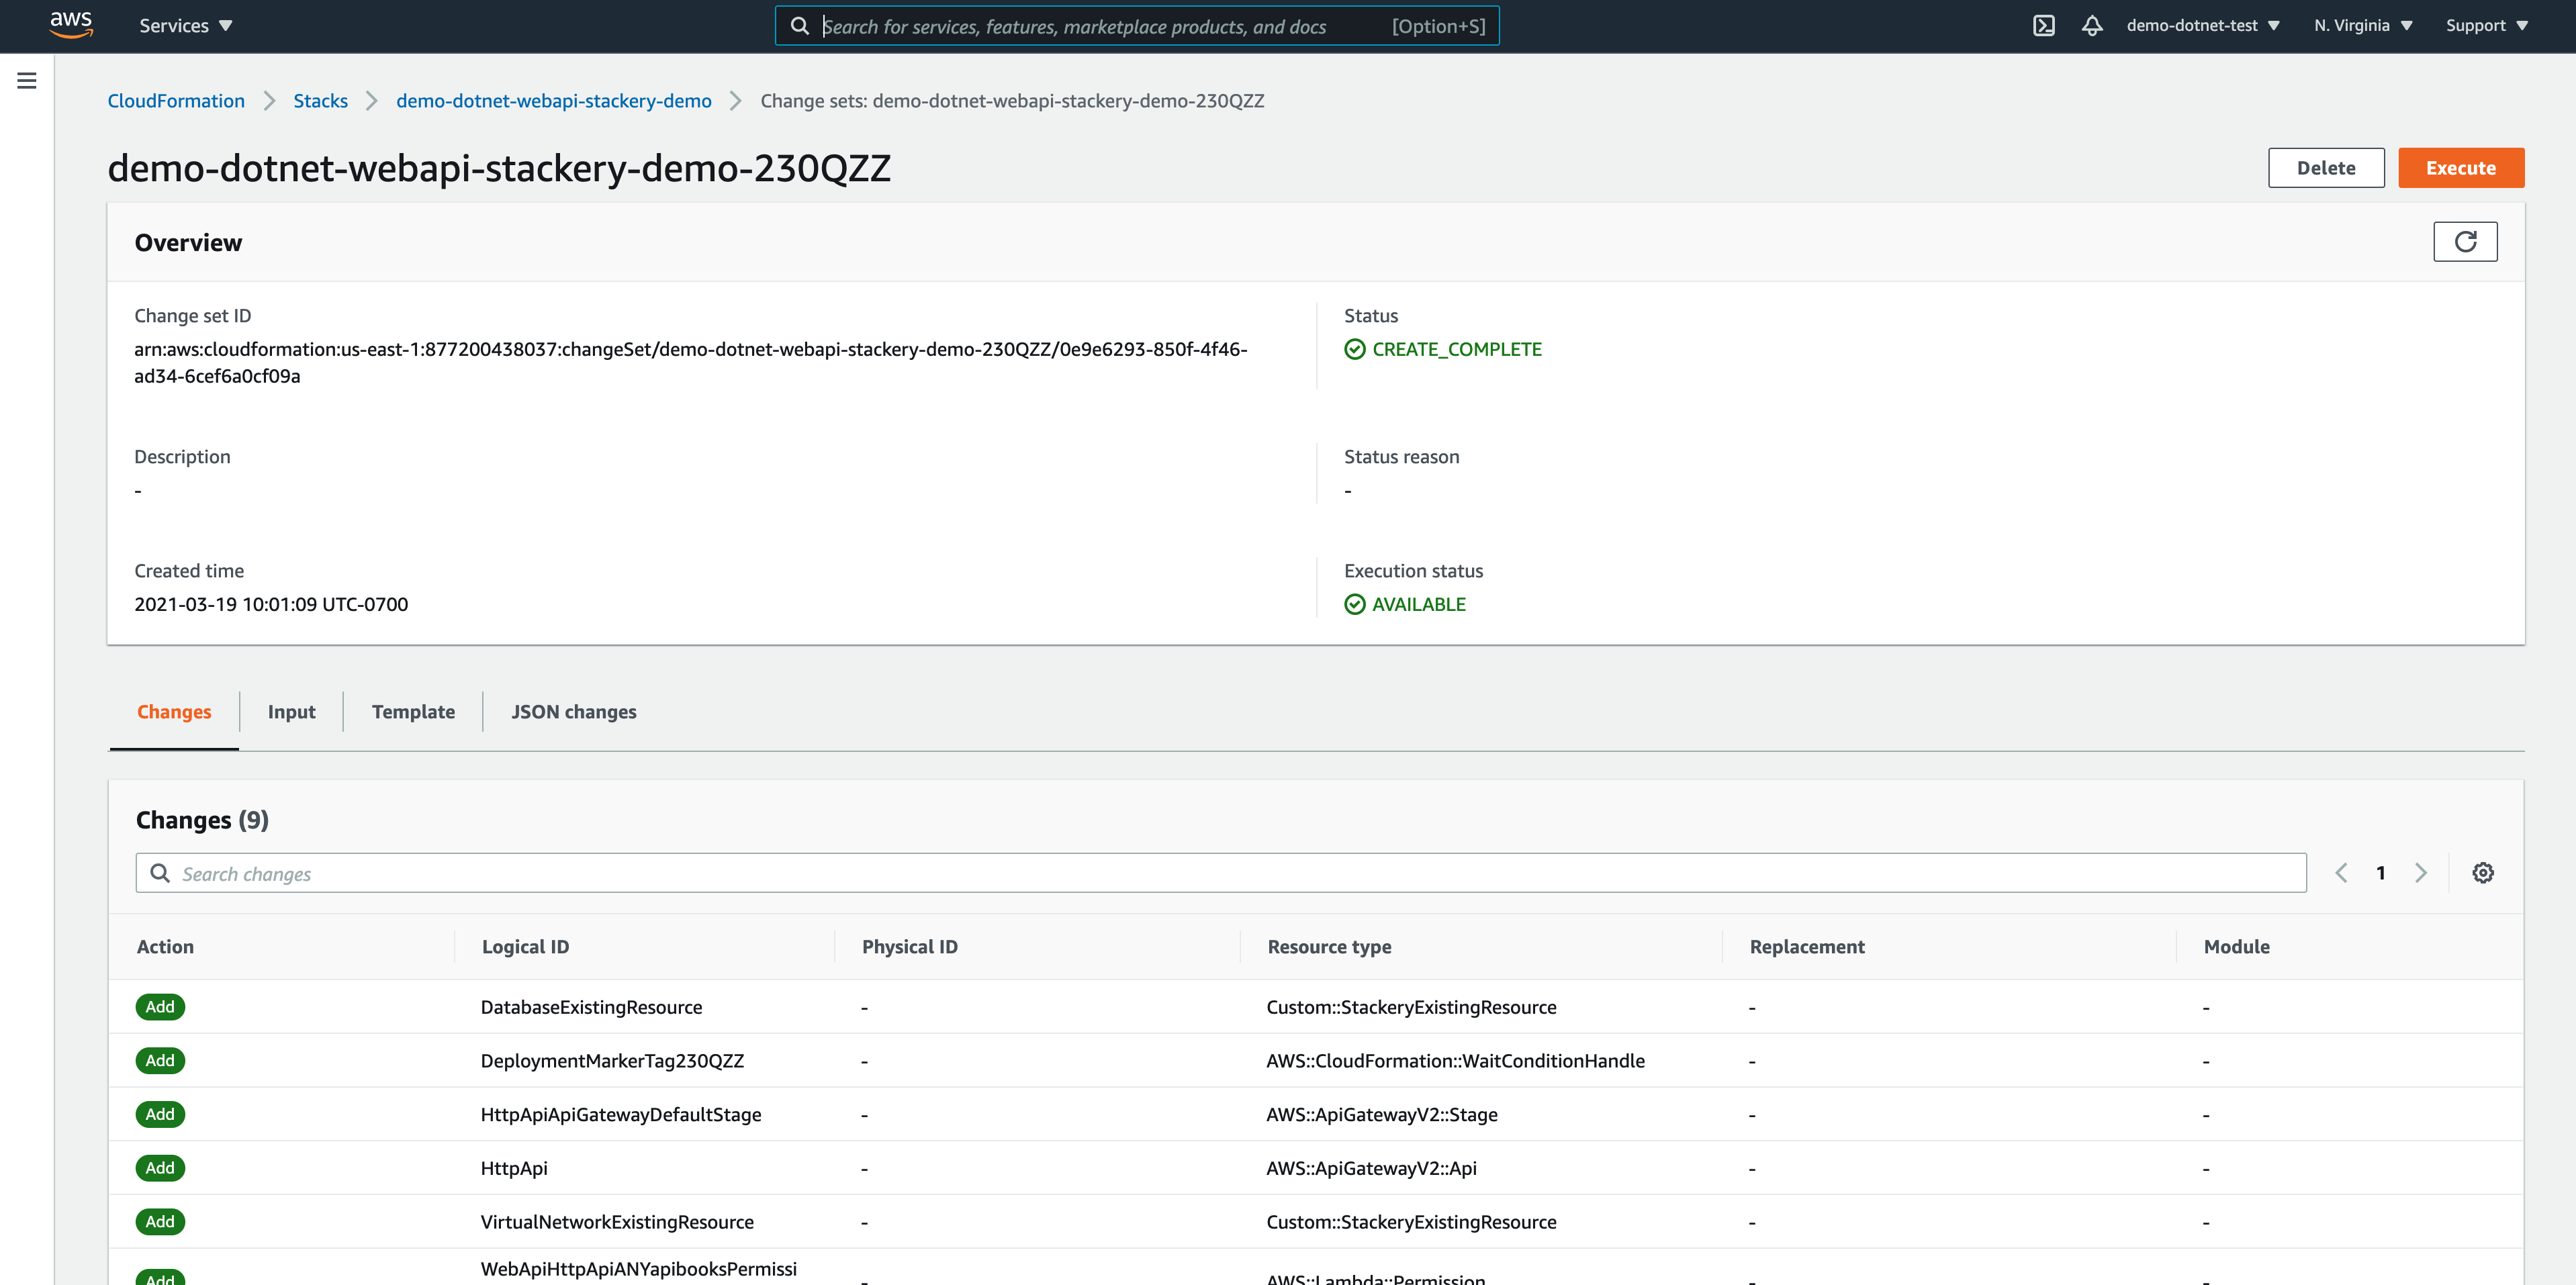 aws Services Search for services, features, marketplace products, and docs [Option+S] demo-dotnet-test N. Virginia Support
CloudFormation Stacks demo-dotnet-webapi-stackery-demo Change sets: demo-dotnet-webapi-stackery-demo-230QZZ
demo-dotnet-webapi-stackery-demo-230QZZ Delete Execute
Overview
Change set ID Status
arn:aws:cloudformation:us-east-1:877200438037:changeSet/demo-dotnet-webapi-stackery-demo-230QZZ/0e9e6293-850f-4f46- CREATE_COMPLETE
ad34-6cef6a0cf09a
Description Status reason
- -
Created time Execution status
2021-03-19 10:01:09 UTC-0700 AVAILABLE
Changes Input Template JSON changes
Changes (9)
Search changes 1
Action Logical ID Physical ID Resource type Replacement Module
Add DatabaseExistingResource - Custom::StackeryExistingResource - -
Add DeploymentMarkerTag230QZZ - AWS::CloudFormation::WaitConditionHandle - -
Add HttpApiApiGatewayDefaultStage - AWS::ApiGatewayV2::Stage - -
Add HttpApi - AWS::ApiGatewayV2::Api - -
Add VirtualNetworkExistingResource - Custom::StackeryExistingResource - -
WebApiHttpApiANYapibooksPermissi
Add - AWS::Lambda::Permission - -